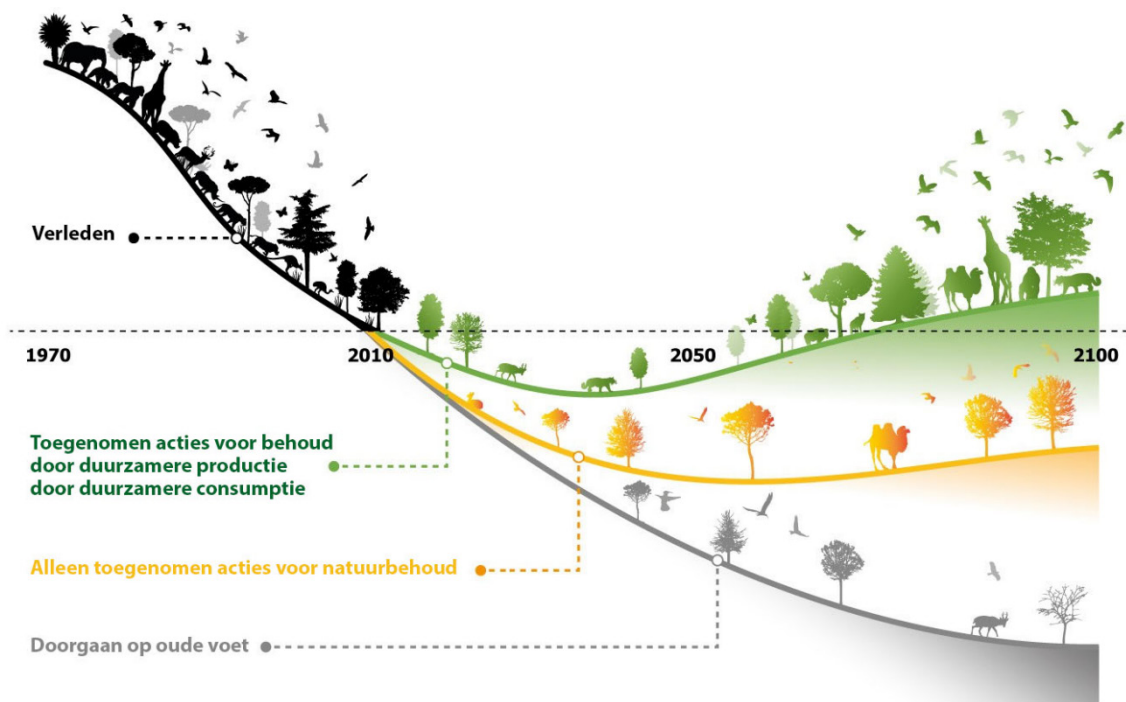 Verleden
1970
2010
2050
2100
Toegenomen acties voor behoud
door duurzamere productie
door duurzamere consumptie
Alleen toegenomen acties voor natuurbehoud
Doorgaan op oude voet